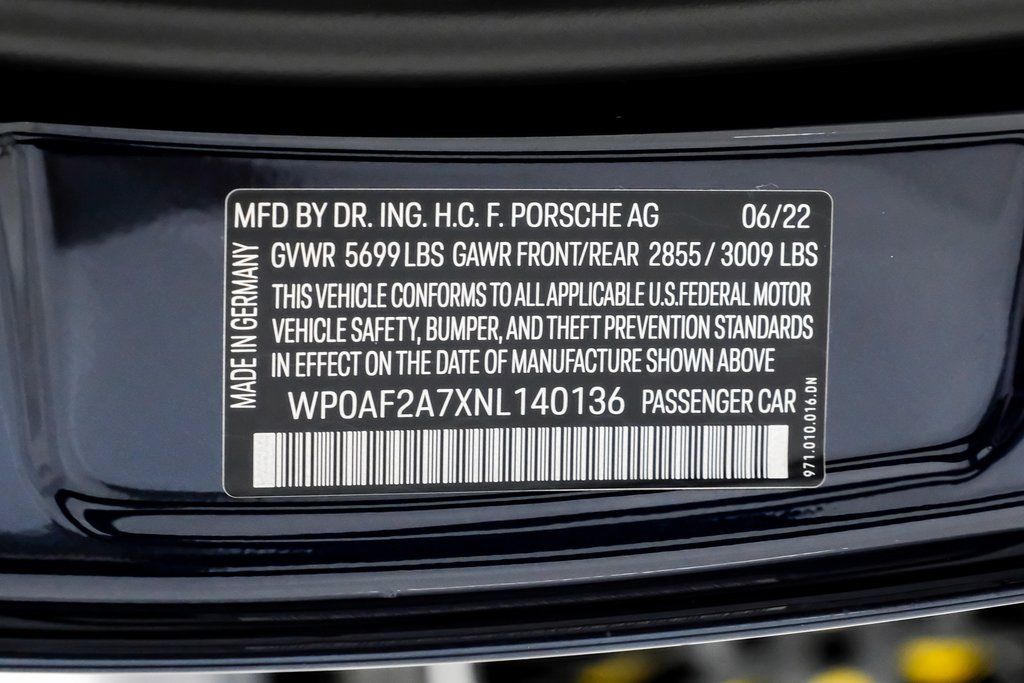 MFD BY DR. ING. H.C. F. PORSCHE AG 06/22
GVWR 5699 LBS GAWR FRONT/REAR 2855 / 3009 LBS
THIS VEHICLE CONFORMS TO ALL APPLICABLE U.S.FEDERAL MOTOR
VEHICLE SAFETY, BUMPER, AND THEFT PREVENTION STANDARDS
IN EFFECT ON THE DATE OF MANUFACTURE SHOWN ABOVE
WP0AF2A7XNL140136 PASSENGER CAR
MADE IN GERMANY
971.010.016.DN